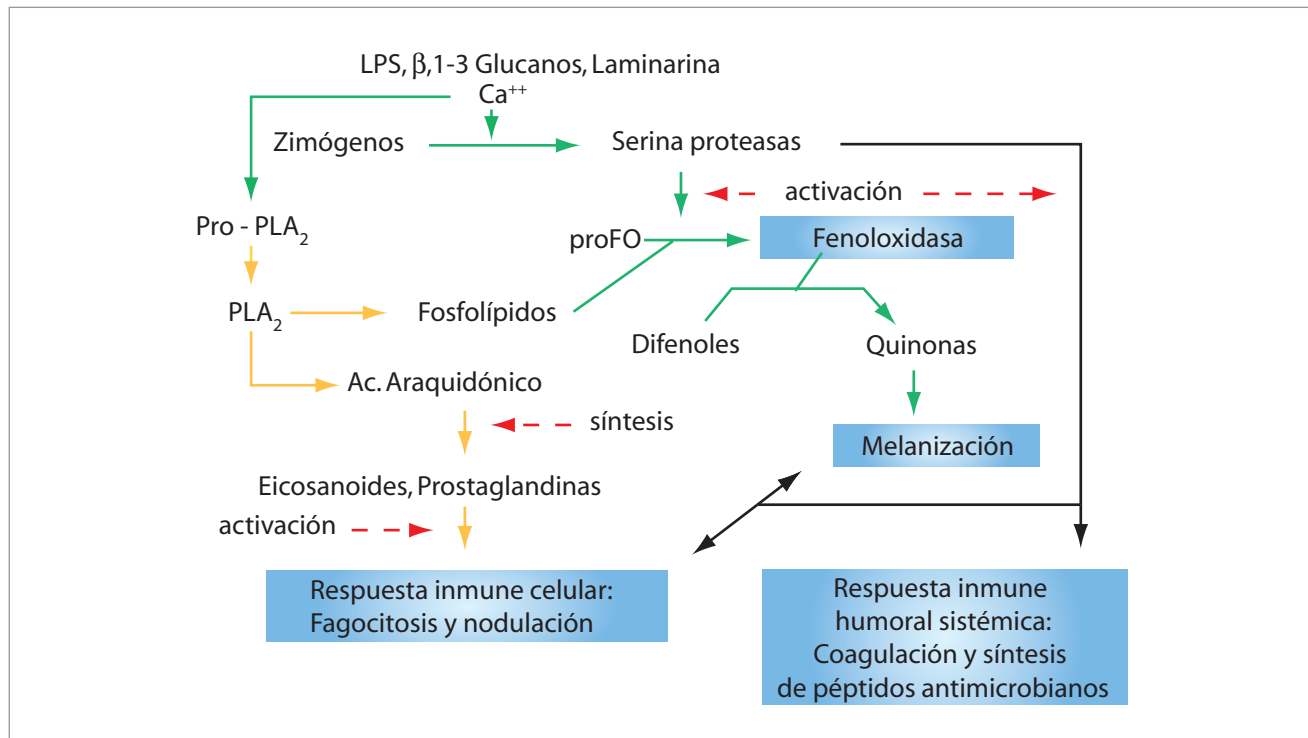 LPS, β,1-3 Glucanos, Laminarina
Ca⁺⁺
Zimógenos
Serina proteasas
activación
Pro - PLA₂
proFO
Fenoloxidasa
PLA₂
Fosfolípidos
Difenoles
Quinonas
Ac. Araquidónico
síntesis
Melanización
Eicosanoides, Prostaglandinas
activación
Respuesta inmune celular:
Fagocitosis y nodulación
Respuesta inmune
humoral sistémica:
Coagulación y síntesis
de péptidos antimicrobianos